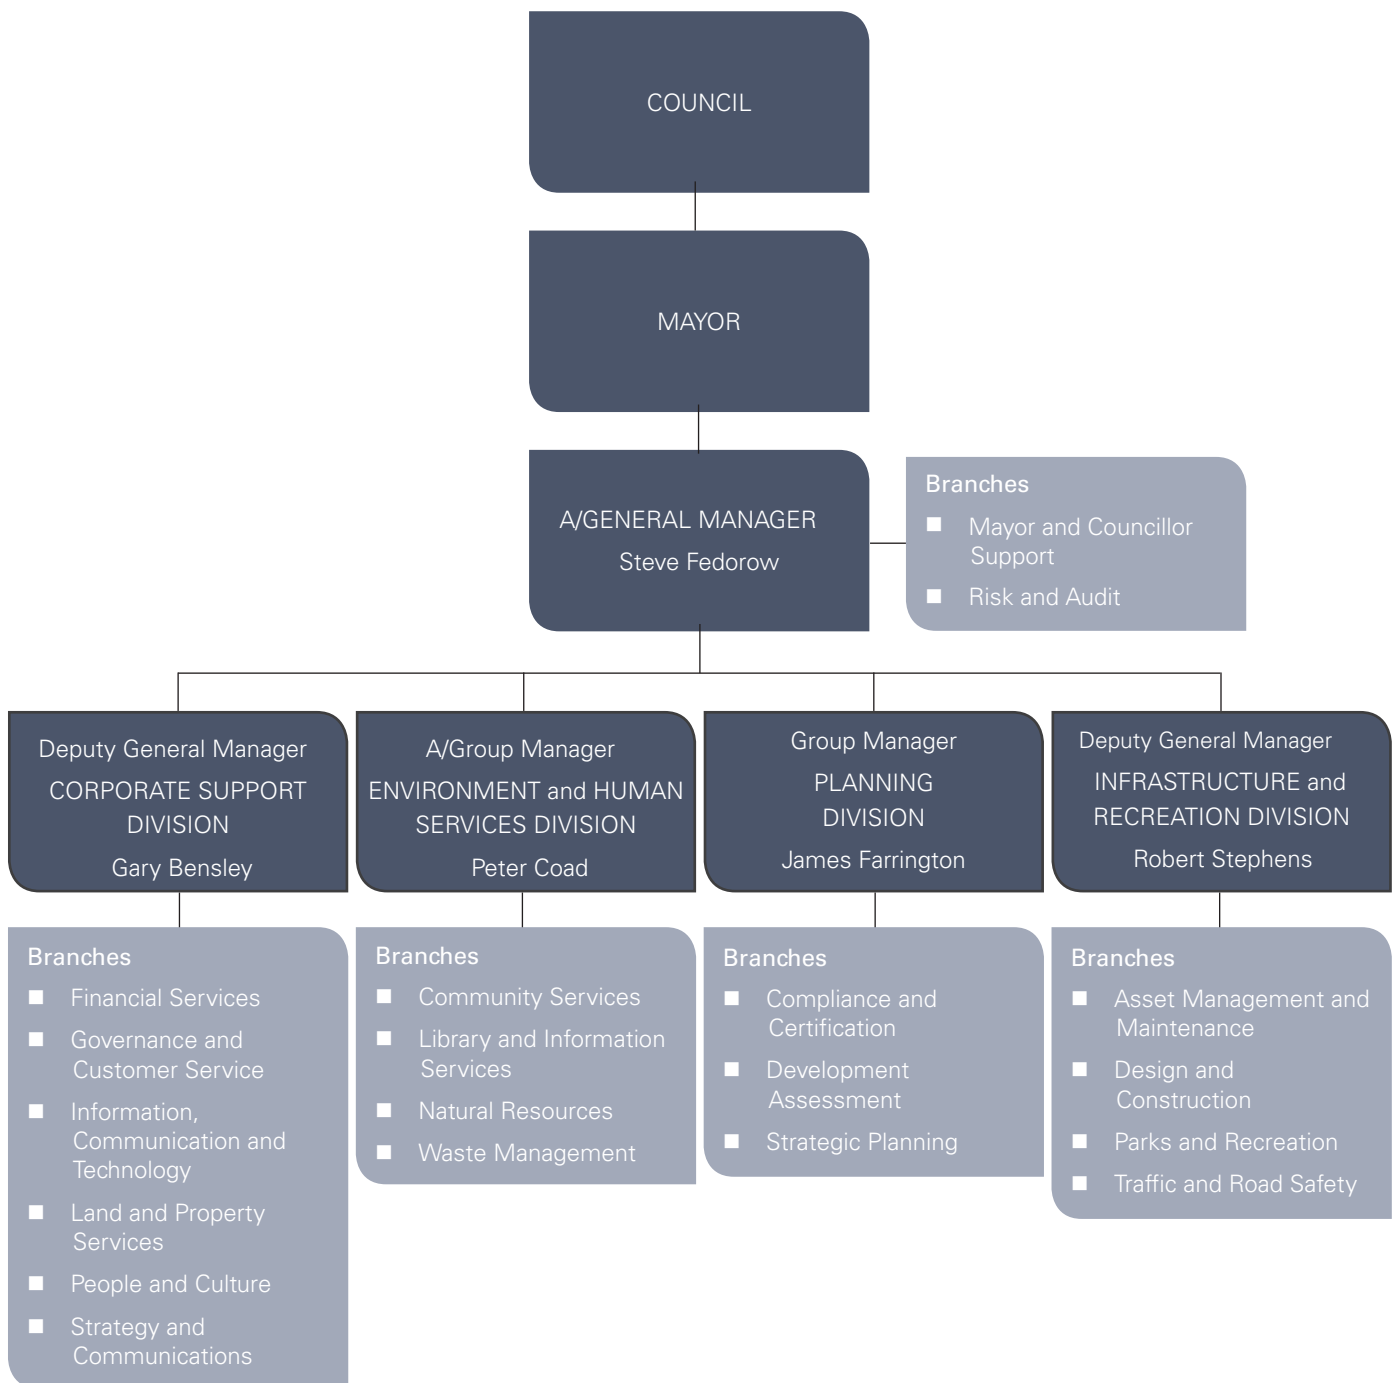 COUNCIL
MAYOR
A/GENERAL MANAGER
Steve Fedorow
Branches
Mayor and Councillor
Support
Risk and Audit
Deputy General Manager
CORPORATE SUPPORT
DIVISION
Gary Bensley
A/Group Manager
ENVIRONMENT and HUMAN
SERVICES DIVISION
Peter Coad
Group Manager
PLANNING
DIVISION
James Farrington
Deputy General Manager
INFRASTRUCTURE and
RECREATION DIVISION
Robert Stephens
Branches
Financial Services
Governance and
Customer Service
Information,
Communication and
Technology
Land and Property
Services
People and Culture
Strategy and
Communications
Branches
Community Services
Library and Information
Services
Natural Resources
Waste Management
Branches
Compliance and
Certification
Development
Assessment
Strategic Planning
Branches
Asset Management and
Maintenance
Design and
Construction
Parks and Recreation
Traffic and Road Safety